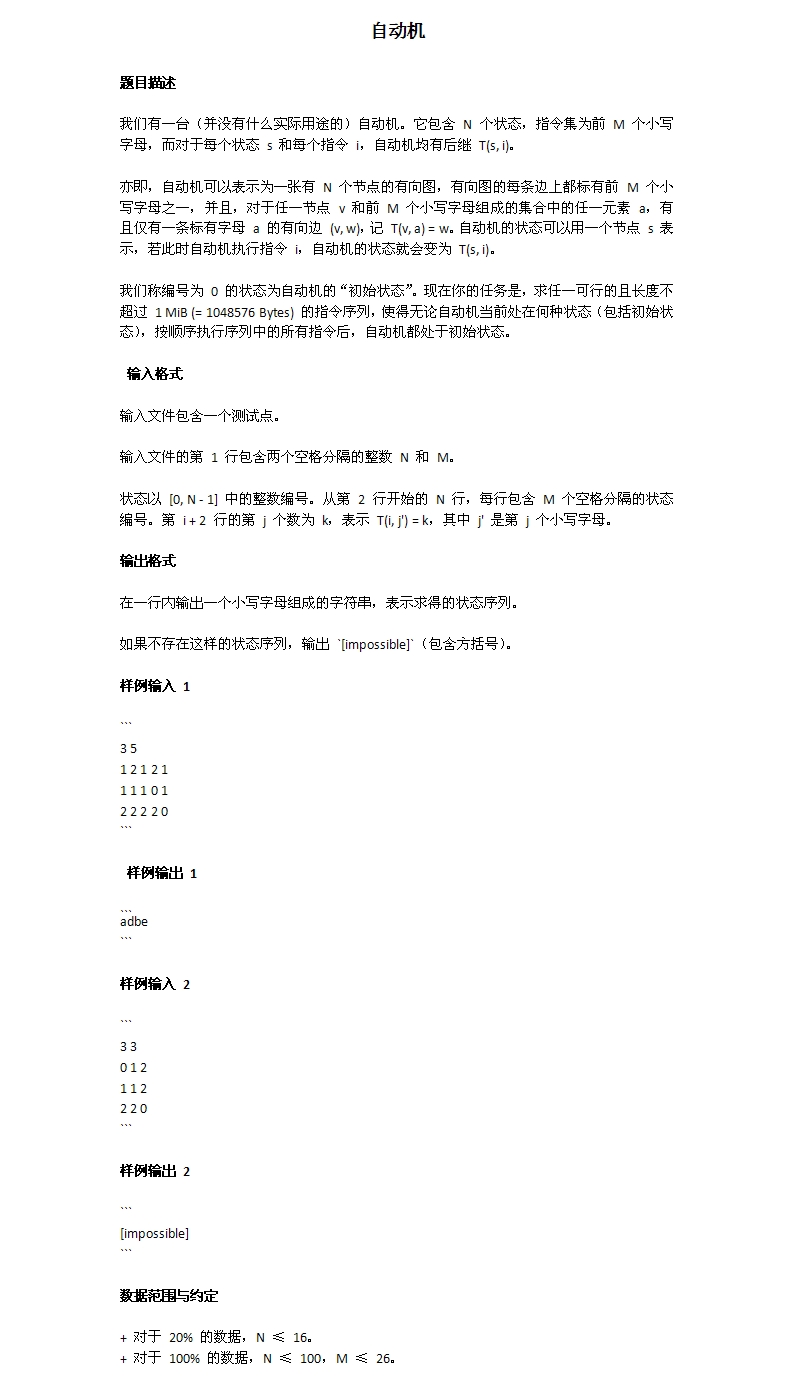 自动机
题目描述
我们有一台（并没有什么实际用途的）自动机。它包含 N 个状态，指令集为前 M 个小写
字母，而对于每个状态 s 和每个指令 i，自动机均有后继 T(s, i)。
亦即，自动机可以表示为一张有 N 个节点的有向图，有向图的每条边上都标有前 M 个小
写字母之一，并且，对于任一节点 v 和前 M 个小写字母组成的集合中的任一元素 a，有
且仅有一条标有字母 a 的有向边 (v, w)，记 T(v, a) = w。自动机的状态可以用一个节点 s 表
示，若此时自动机执行指令 i，自动机的状态就会变为 T(s, i)。
我们称编号为 0 的状态为自动机的“初始状态”。现在你的任务是，求任一可行的且长度不
超过 1 MiB (= 1048576 Bytes) 的指令序列，使得无论自动机当前处在何种状态（包括初始状
态），按顺序执行序列中的所有指令后，自动机都处于初始状态。
输入格式
输入文件包含一个测试点。
输入文件的第 1 行包含两个空格分隔的整数 N 和 M。
状态以 [0, N - 1] 中的整数编号。从第 2 行开始的 N 行，每行包含 M 个空格分隔的状态
编号。第 i + 2 行的第 j 个数为 k，表示 T(i, j') = k，其中 j' 是第 j 个小写字母。
输出格式
在一行内输出一个小写字母组成的字符串，表示求得的状态序列。
如果不存在这样的状态序列，输出 `[impossible]`（包含方括号）。
样例输入 1
```
3 5
1 2 1 2 1
1 1 1 0 1
2 2 2 2 0
```
样例输出 1
```
adbe
```
样例输入 2
```
3 3
0 1 2
1 1 2
2 2 0
```
样例输出 2
```
[impossible]
```
数据范围与约定
+ 对于 20% 的数据，N ≤ 16。
+ 对于 100% 的数据，N ≤ 100，M ≤ 26。